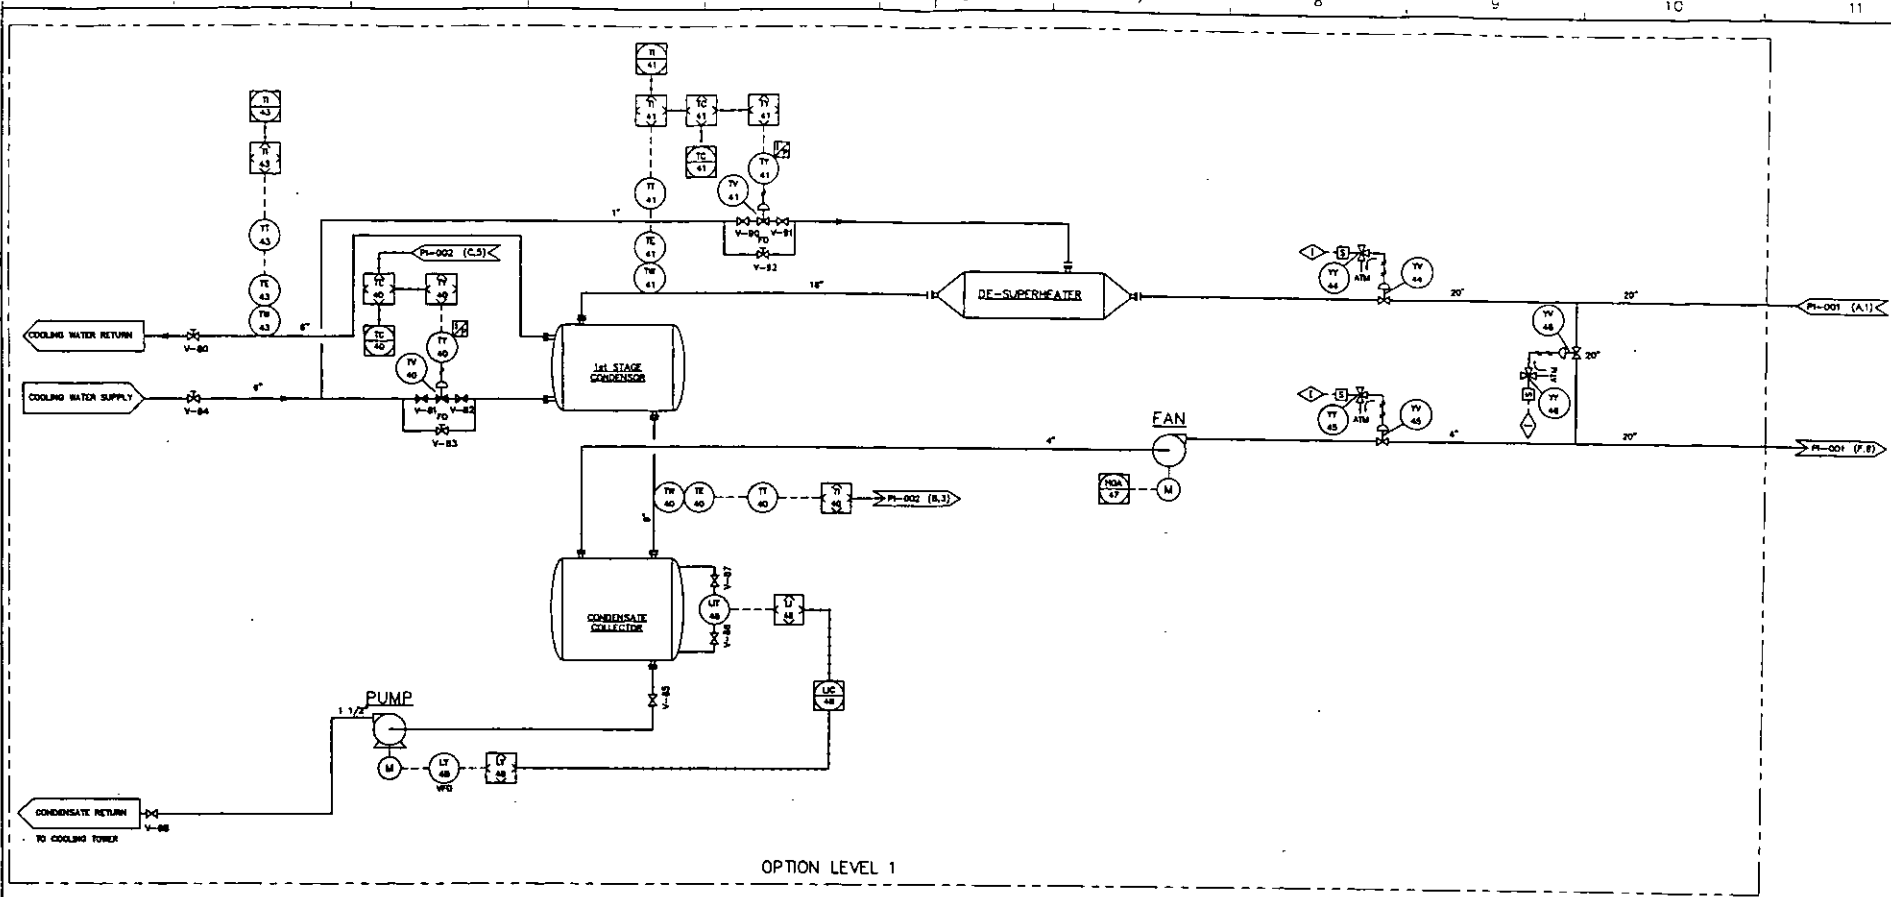 8
9
10
11
TI
41
TI
43
TI
41
TC
41
TY
41
TI
43
TC
41
TY
41
TT
41
TV
41
1"
V-90
FO
V-91
V-92
TT
43
TE
41
TW
41
PI-002 (C,5)
TC
40
TY
40
TE
43
TW
43
18"
DE-SUPERHEATER
I
S
YY
44
ATM
YV
44
20"
20"
PI-001 (A,1)
COOLING WATER RETURN
V-80
6"
TC
40
TY
40
TV
40
1st STAGE
CONDENSOR
YV
46
20"
ATM
S
YY
46
I
COOLING WATER SUPPLY
V-84
6"
V-81
FO
V-82
V-83
I
S
YY
45
ATM
YV
45
FAN
4"
4"
20"
PI-001 (F,8)
HOA
47
M
TW
40
TE
40
TT
40
TI
40
PI-002 (B,3)
CONDENSATE
COLLECTOR
V-87
LIT
48
V-86
LI
48
LIC
48
V-85
PUMP
1 1/2"
M
LY
48
VFD
LY
48
CONDENSATE RETURN
TO COOLING TOWER
OPTION LEVEL 1